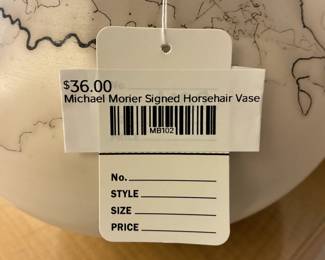 $36.00
Michael Morier Signed Horsehair Vase
MB102
No.
STYLE
SIZE
PRICE